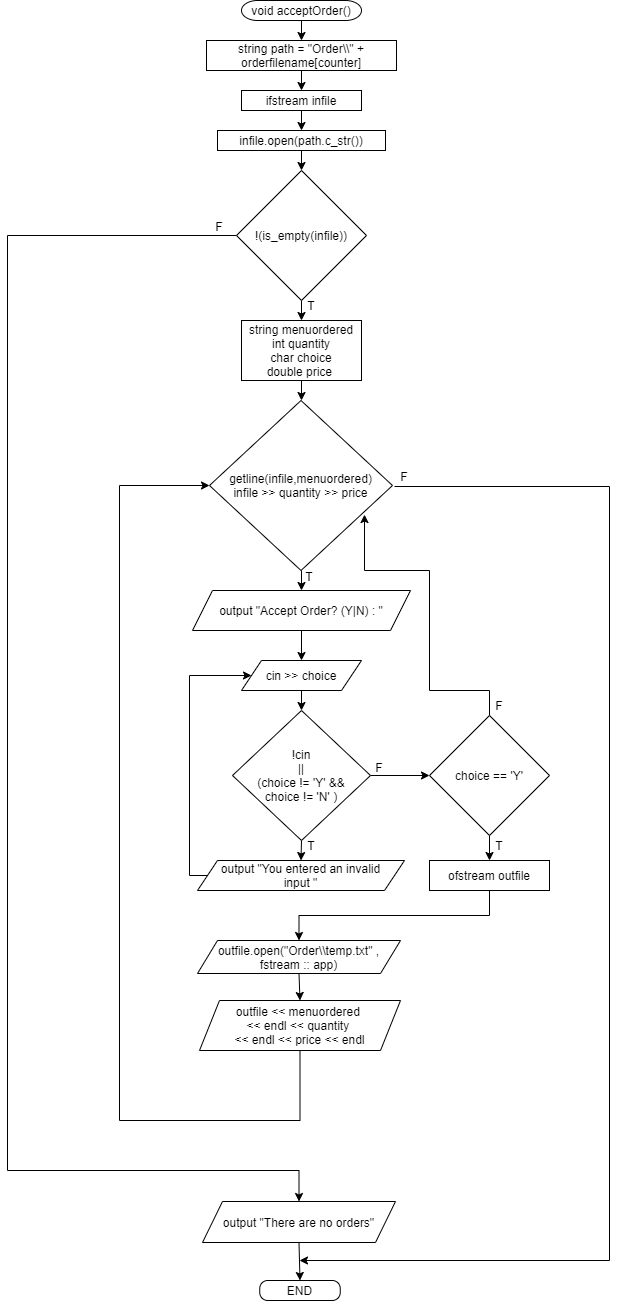 void acceptOrder()
string path = "Order\\" +
orderfilename[counter]
ifstream infile
infile.open(path.c_str())
!(is_empty(infile))
F
T
string menuordered
int quantity
char choice
double price
getline(infile,menuordered)
infile >> quantity >> price
F
T
output "Accept Order? (Y|N) : "
cin >> choice
!cin
||
(choice != 'Y' &&
choice != 'N' )
F
T
choice == 'Y'
F
T
output "You entered an invalid
input "
ofstream outfile
outfile.open("Order\\temp.txt" ,
fstream :: app)
outfile << menuordered
<< endl << quantity
<< endl << price << endl
output "There are no orders"
END